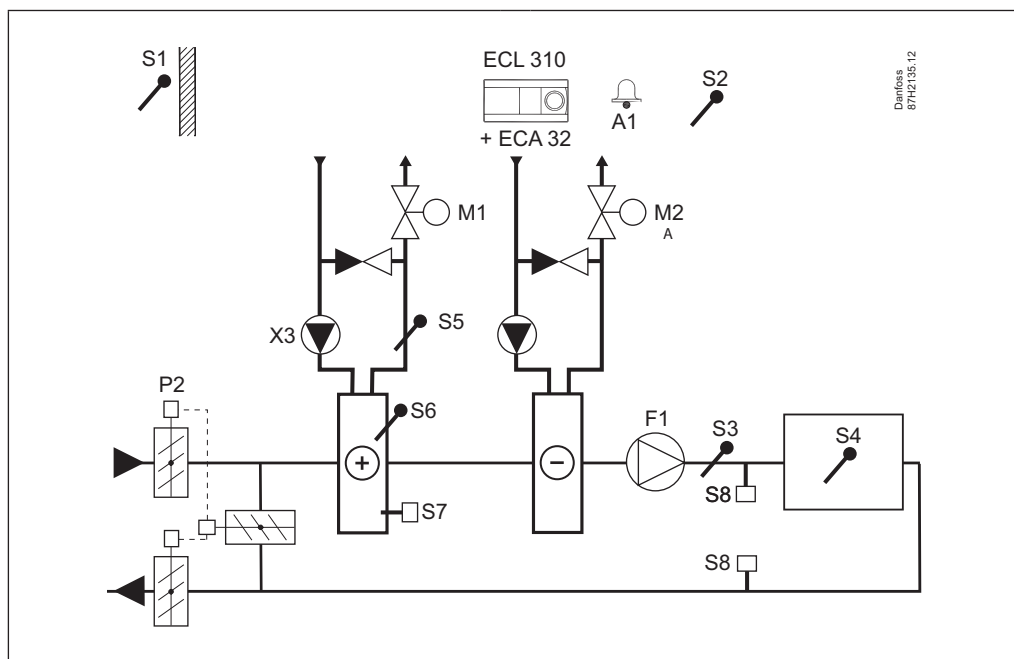 S1
ECL 310
+ ECA 32
A1
S2
Danfoss
87H2135.12
M1
M2
A
X3
S5
P2
S6
+
S7
−
F1
S3
S4
S8
S8